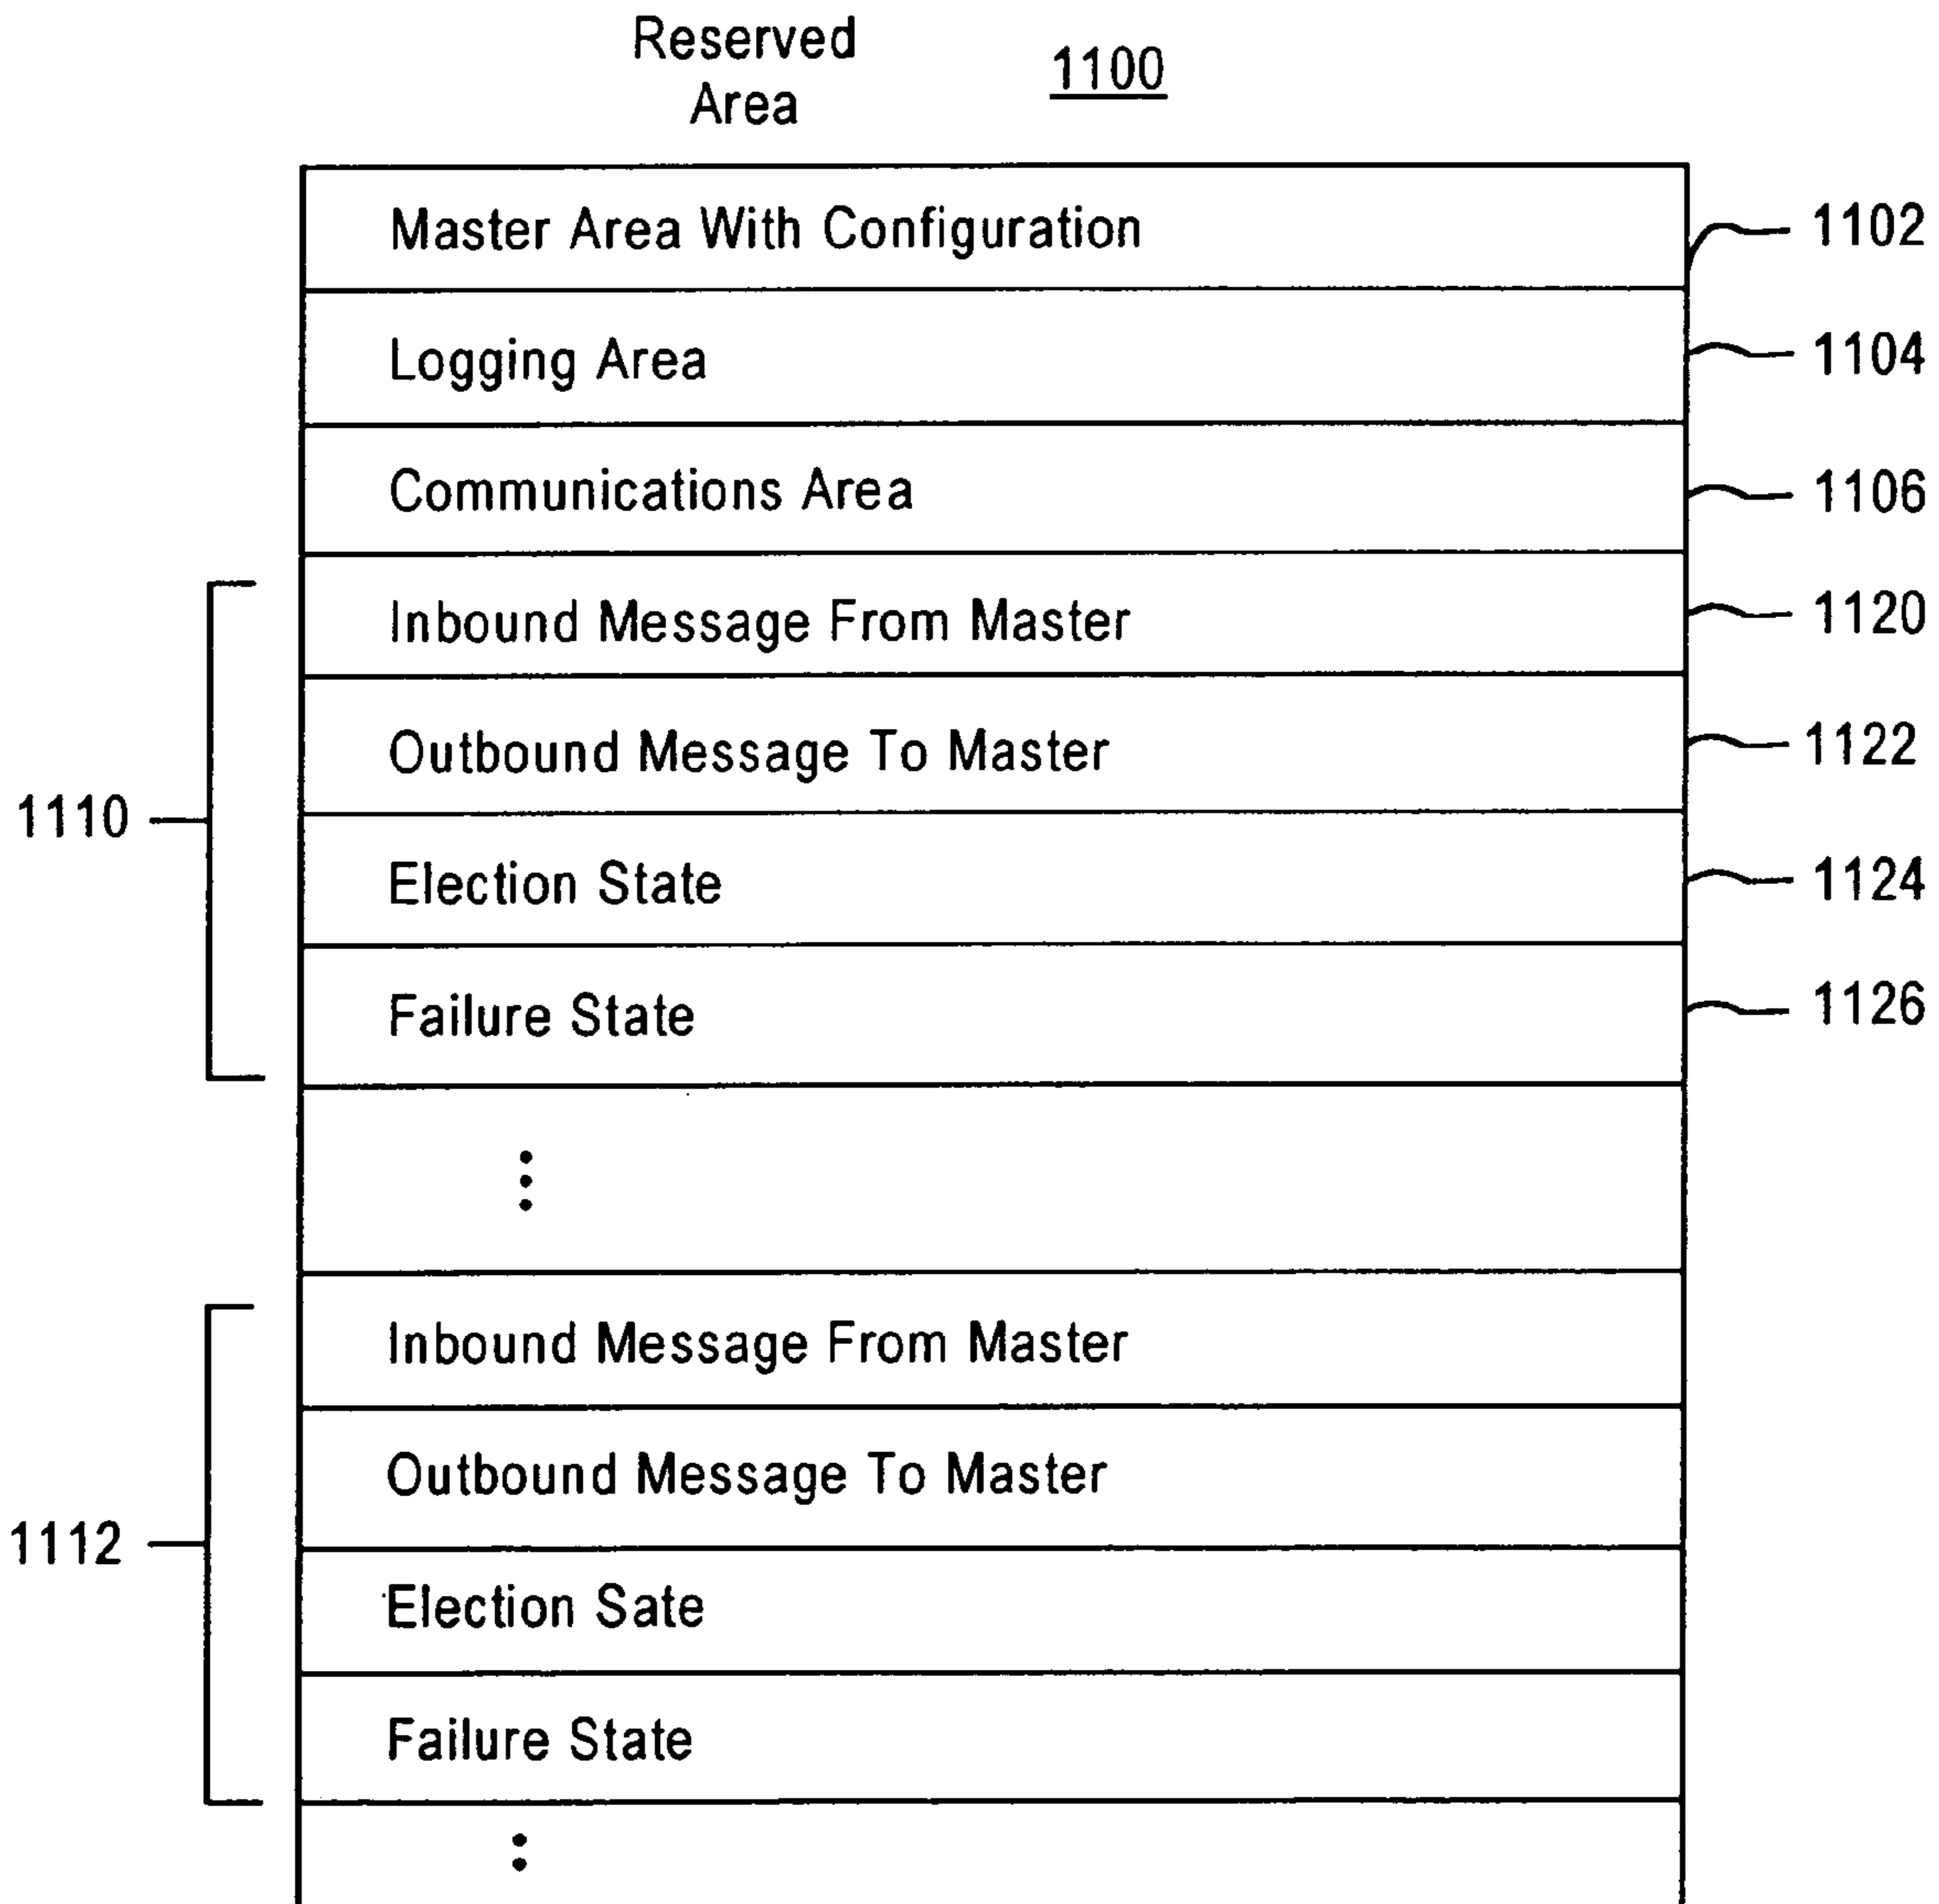 Reserved
Area
1100
Master Area With Configuration
1102
Logging Area
1104
Communications Area
1106
Inbound Message From Master
1120
Outbound Message To Master
1122
1110
Election State
1124
Failure State
1126
Inbound Message From Master
Outbound Message To Master
1112
Election Sate
Failure State